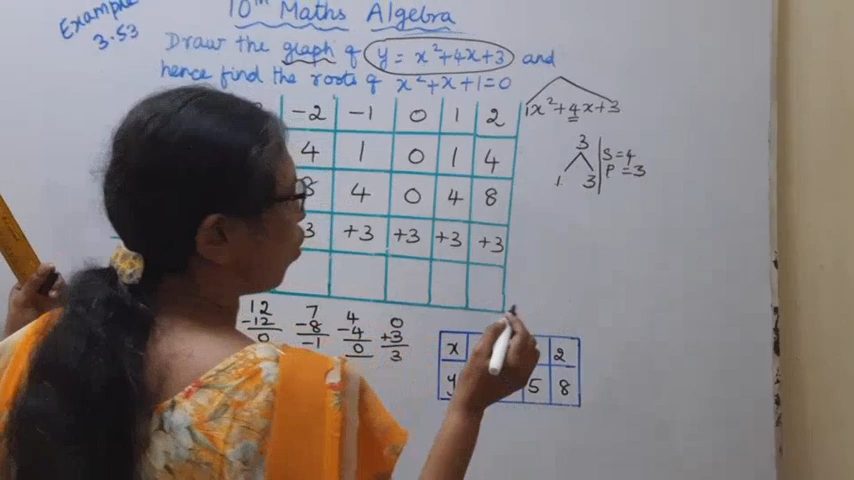 Example 3.53
10th Maths Algebra
Draw the graph of y = x²+4x+3 and
hence find the roots of x²+x+1=0
-2 -1 0 1 2
4 1 0 1 4
8 4 0 4 8
3 +3 +3 +3 +3
1x²+4x+3
3
1 3
S=4
P=3
12 -12 0
7 -8 -1
4 -4 0
0 +3 3
x 2
y 5 8